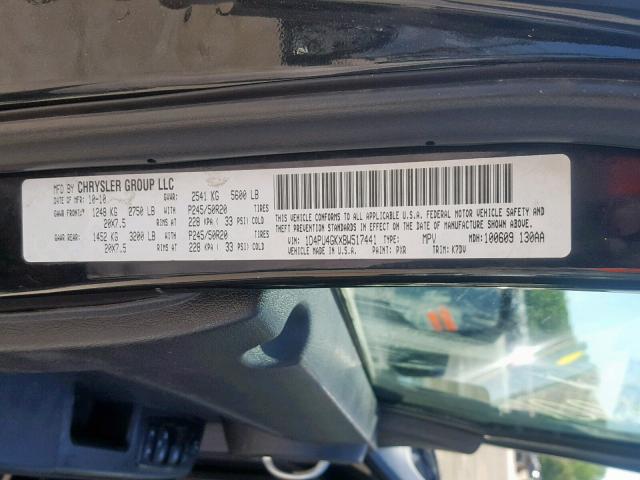 MFD BY CHRYSLER GROUP LLC
DATE OF MFR: 10-10 GVWR: 2541 KG 5600 LB
GAWR FRONT: 1248 KG 2750 LB WITH P245/50R20 TIRES
20X7.5 RIMS AT 228 KPA ( 33 PSI) COLD
GAWR REAR: 1452 KG 3200 LB WITH P245/50R20 TIRES
20X7.5 RIMS AT 228 KPA ( 33 PSI) COLD
THIS VEHICLE CONFORMS TO ALL APPLICABLE U.S.A. FEDERAL MOTOR VEHICLE SAFETY AND
THEFT PREVENTION STANDARDS IN EFFECT ON THE DATE OF MANUFACTURE SHOWN ABOVE.
VIN: 1D4PU4GKXBW517441 TYPE: MPV MDH: 100609 130AA
VEHICLE MADE IN U.S.A. PAINT: PXR TRIM: K7DV